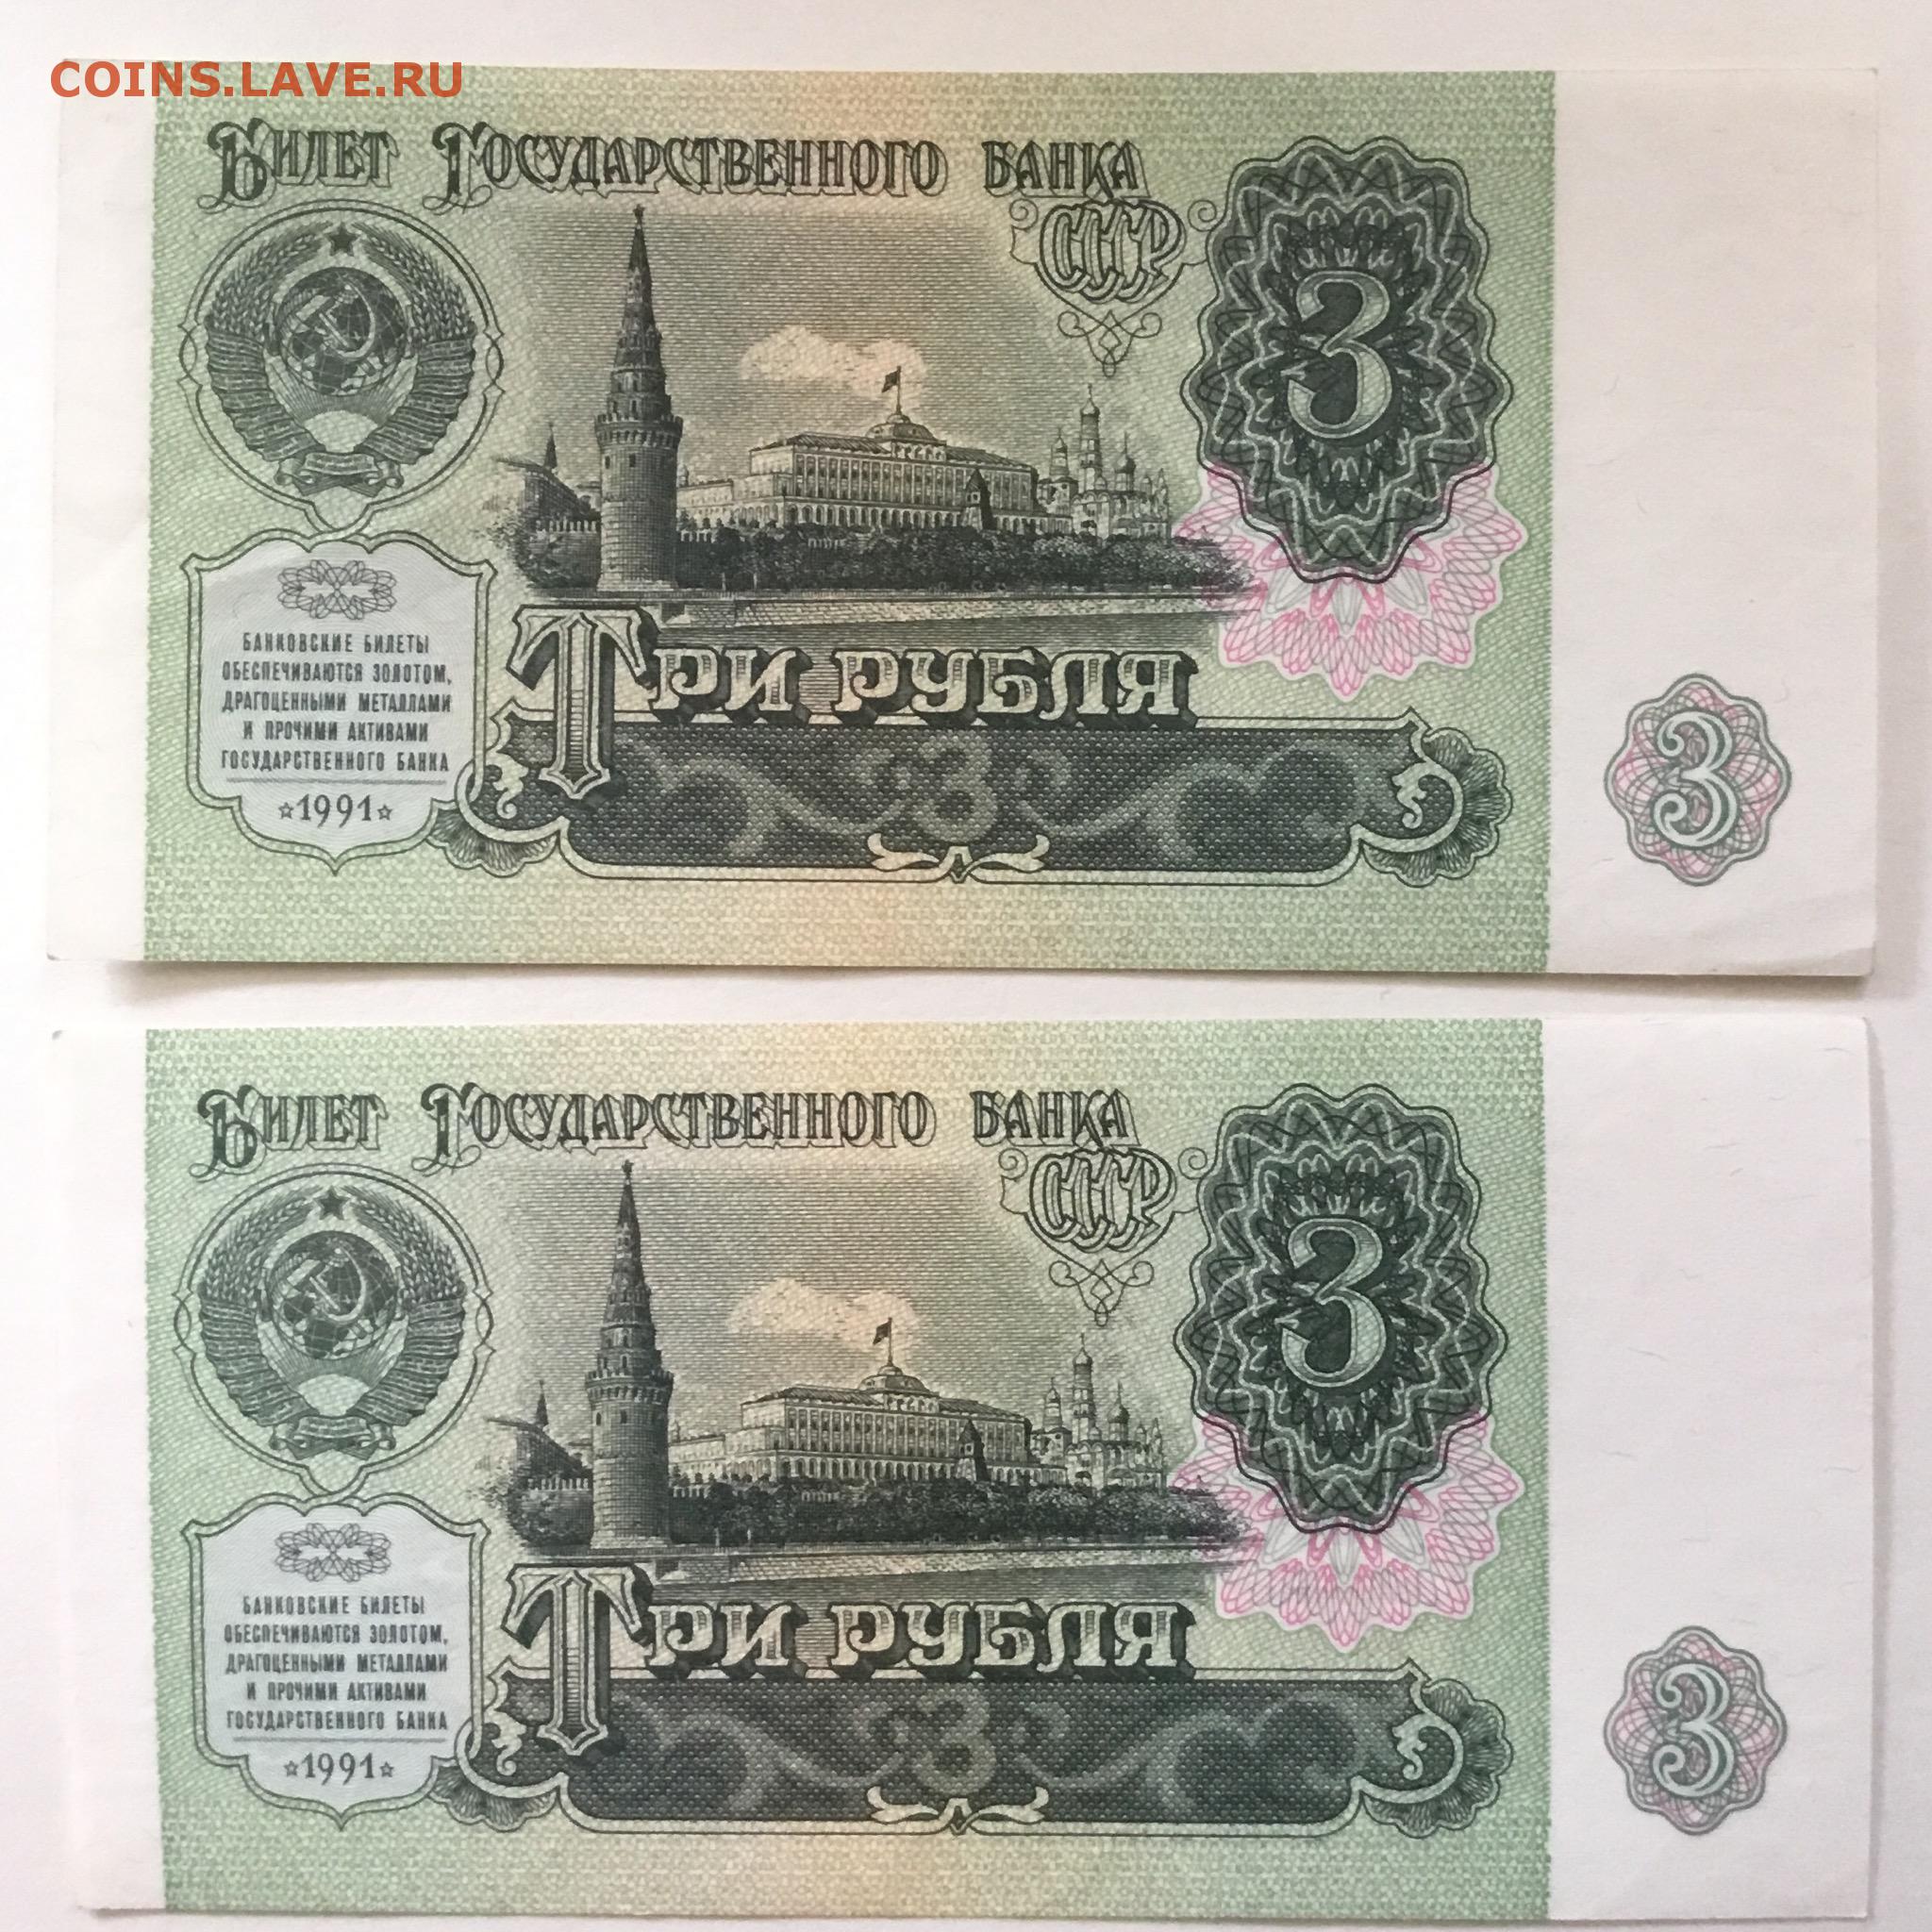 COINS.LAVE.RU
БИЛЕТ ГОСУДАРСТВЕННОГО БАНКА
СССР
3
БАНКОВСКИЕ БИЛЕТЫ
ОБЕСПЕЧИВАЮТСЯ ЗОЛОТОМ,
ДРАГОЦЕННЫМИ МЕТАЛЛАМИ
И ПРОЧИМИ АКТИВАМИ
ГОСУДАРСТВЕННОГО БАНКА
☆1991☆
ТРИ РУБЛЯ
3
3
БИЛЕТ ГОСУДАРСТВЕННОГО БАНКА
СССР
3
БАНКОВСКИЕ БИЛЕТЫ
ОБЕСПЕЧИВАЮТСЯ ЗОЛОТОМ,
ДРАГОЦЕННЫМИ МЕТАЛЛАМИ
И ПРОЧИМИ АКТИВАМИ
ГОСУДАРСТВЕННОГО БАНКА
☆1991☆
ТРИ РУБЛЯ
3
3